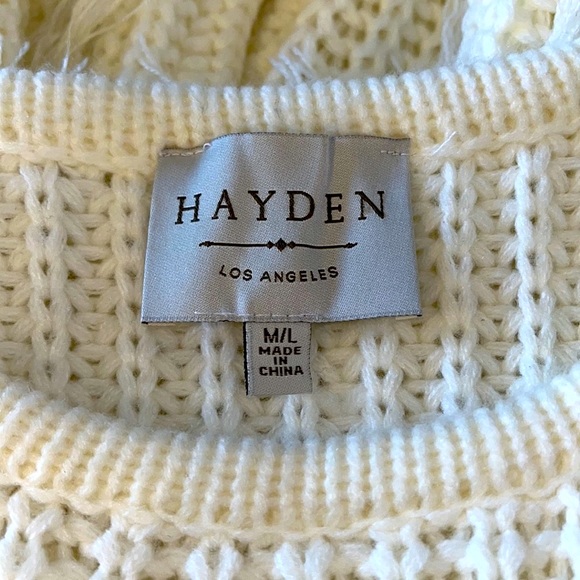 HAYDEN
LOS ANGELES
M/L
MADE
IN
CHINA